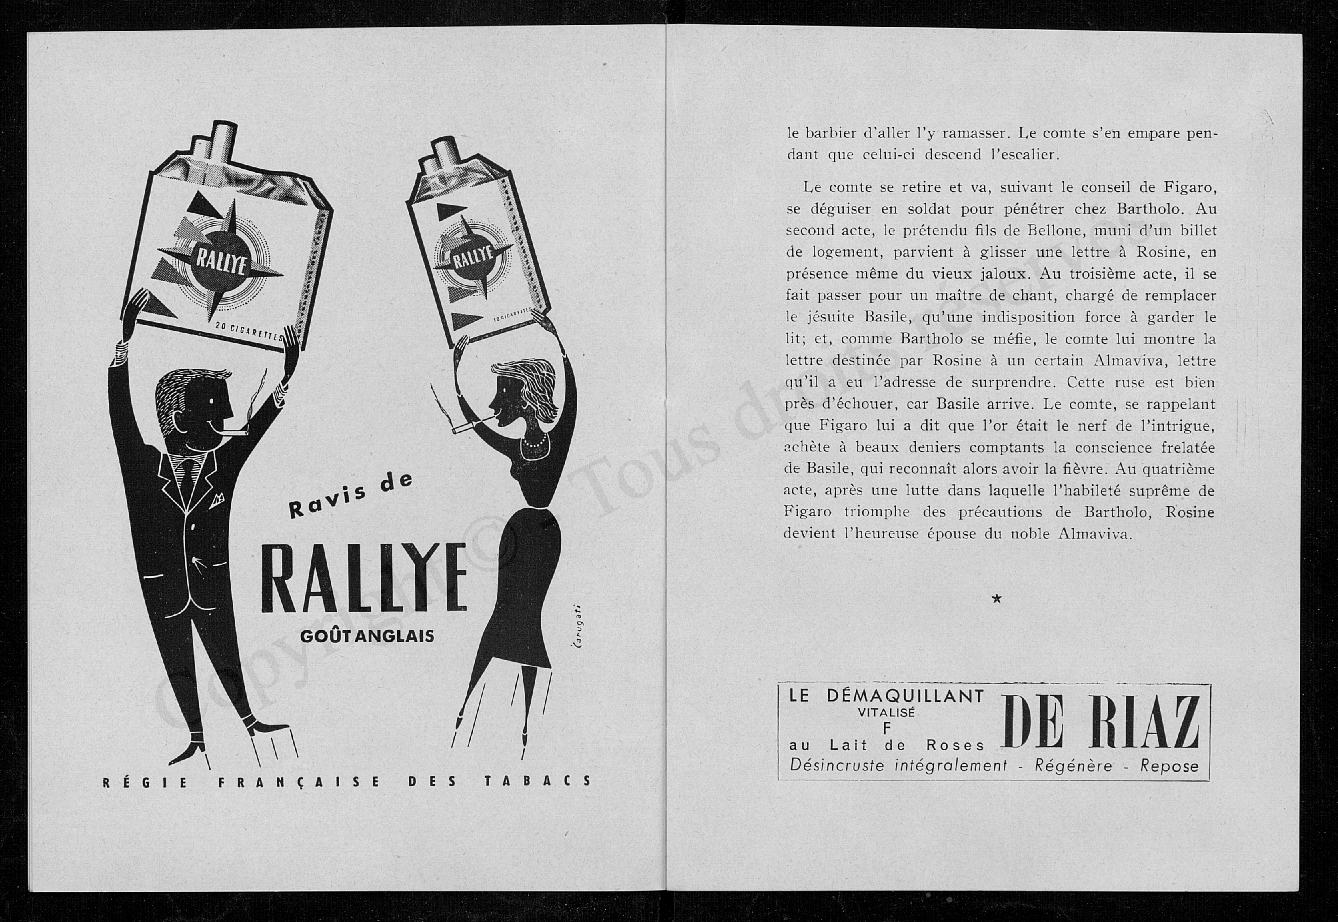 RALLYE
20 CIGARETTES
RALLYE
Ravis de
RALLYE
GOÛT ANGLAIS
Carugati
RÉGIE FRANÇAISE DES TABACS
le barbier d'aller l'y ramasser. Le comte s'en empare pen-
dant que celui-ci descend l'escalier.
Le comte se retire et va, suivant le conseil de Figaro,
se déguiser en soldat pour pénétrer chez Bartholo. Au
second acte, le prétendu fils de Bellone, muni d'un billet
de logement, parvient à glisser une lettre à Rosine, en
présence même du vieux jaloux. Au troisième acte, il se
fait passer pour un maître de chant, chargé de remplacer
le jésuite Basile, qu'une indisposition force à garder le
lit; et, comme Bartholo se méfie, le comte lui montre la
lettre destinée par Rosine à un certain Almaviva, lettre
qu'il a eu l'adresse de surprendre. Cette ruse est bien
près d'échouer, car Basile arrive. Le comte, se rappelant
que Figaro lui a dit que l'or était le nerf de l'intrigue,
achète à beaux deniers comptants la conscience frelatée
de Basile, qui reconnaît alors avoir la fièvre. Au quatrième
acte, après une lutte dans laquelle l'habileté suprême de
Figaro triomphe des précautions de Bartholo, Rosine
devient l'heureuse épouse du noble Almaviva.
*
LE DÉMAQUILLANT
VITALISÉ
F
au Lait de Roses
DE RIAZ
Désincruste intégralement - Régénère - Repose
Copyright © - Tous droits réservés